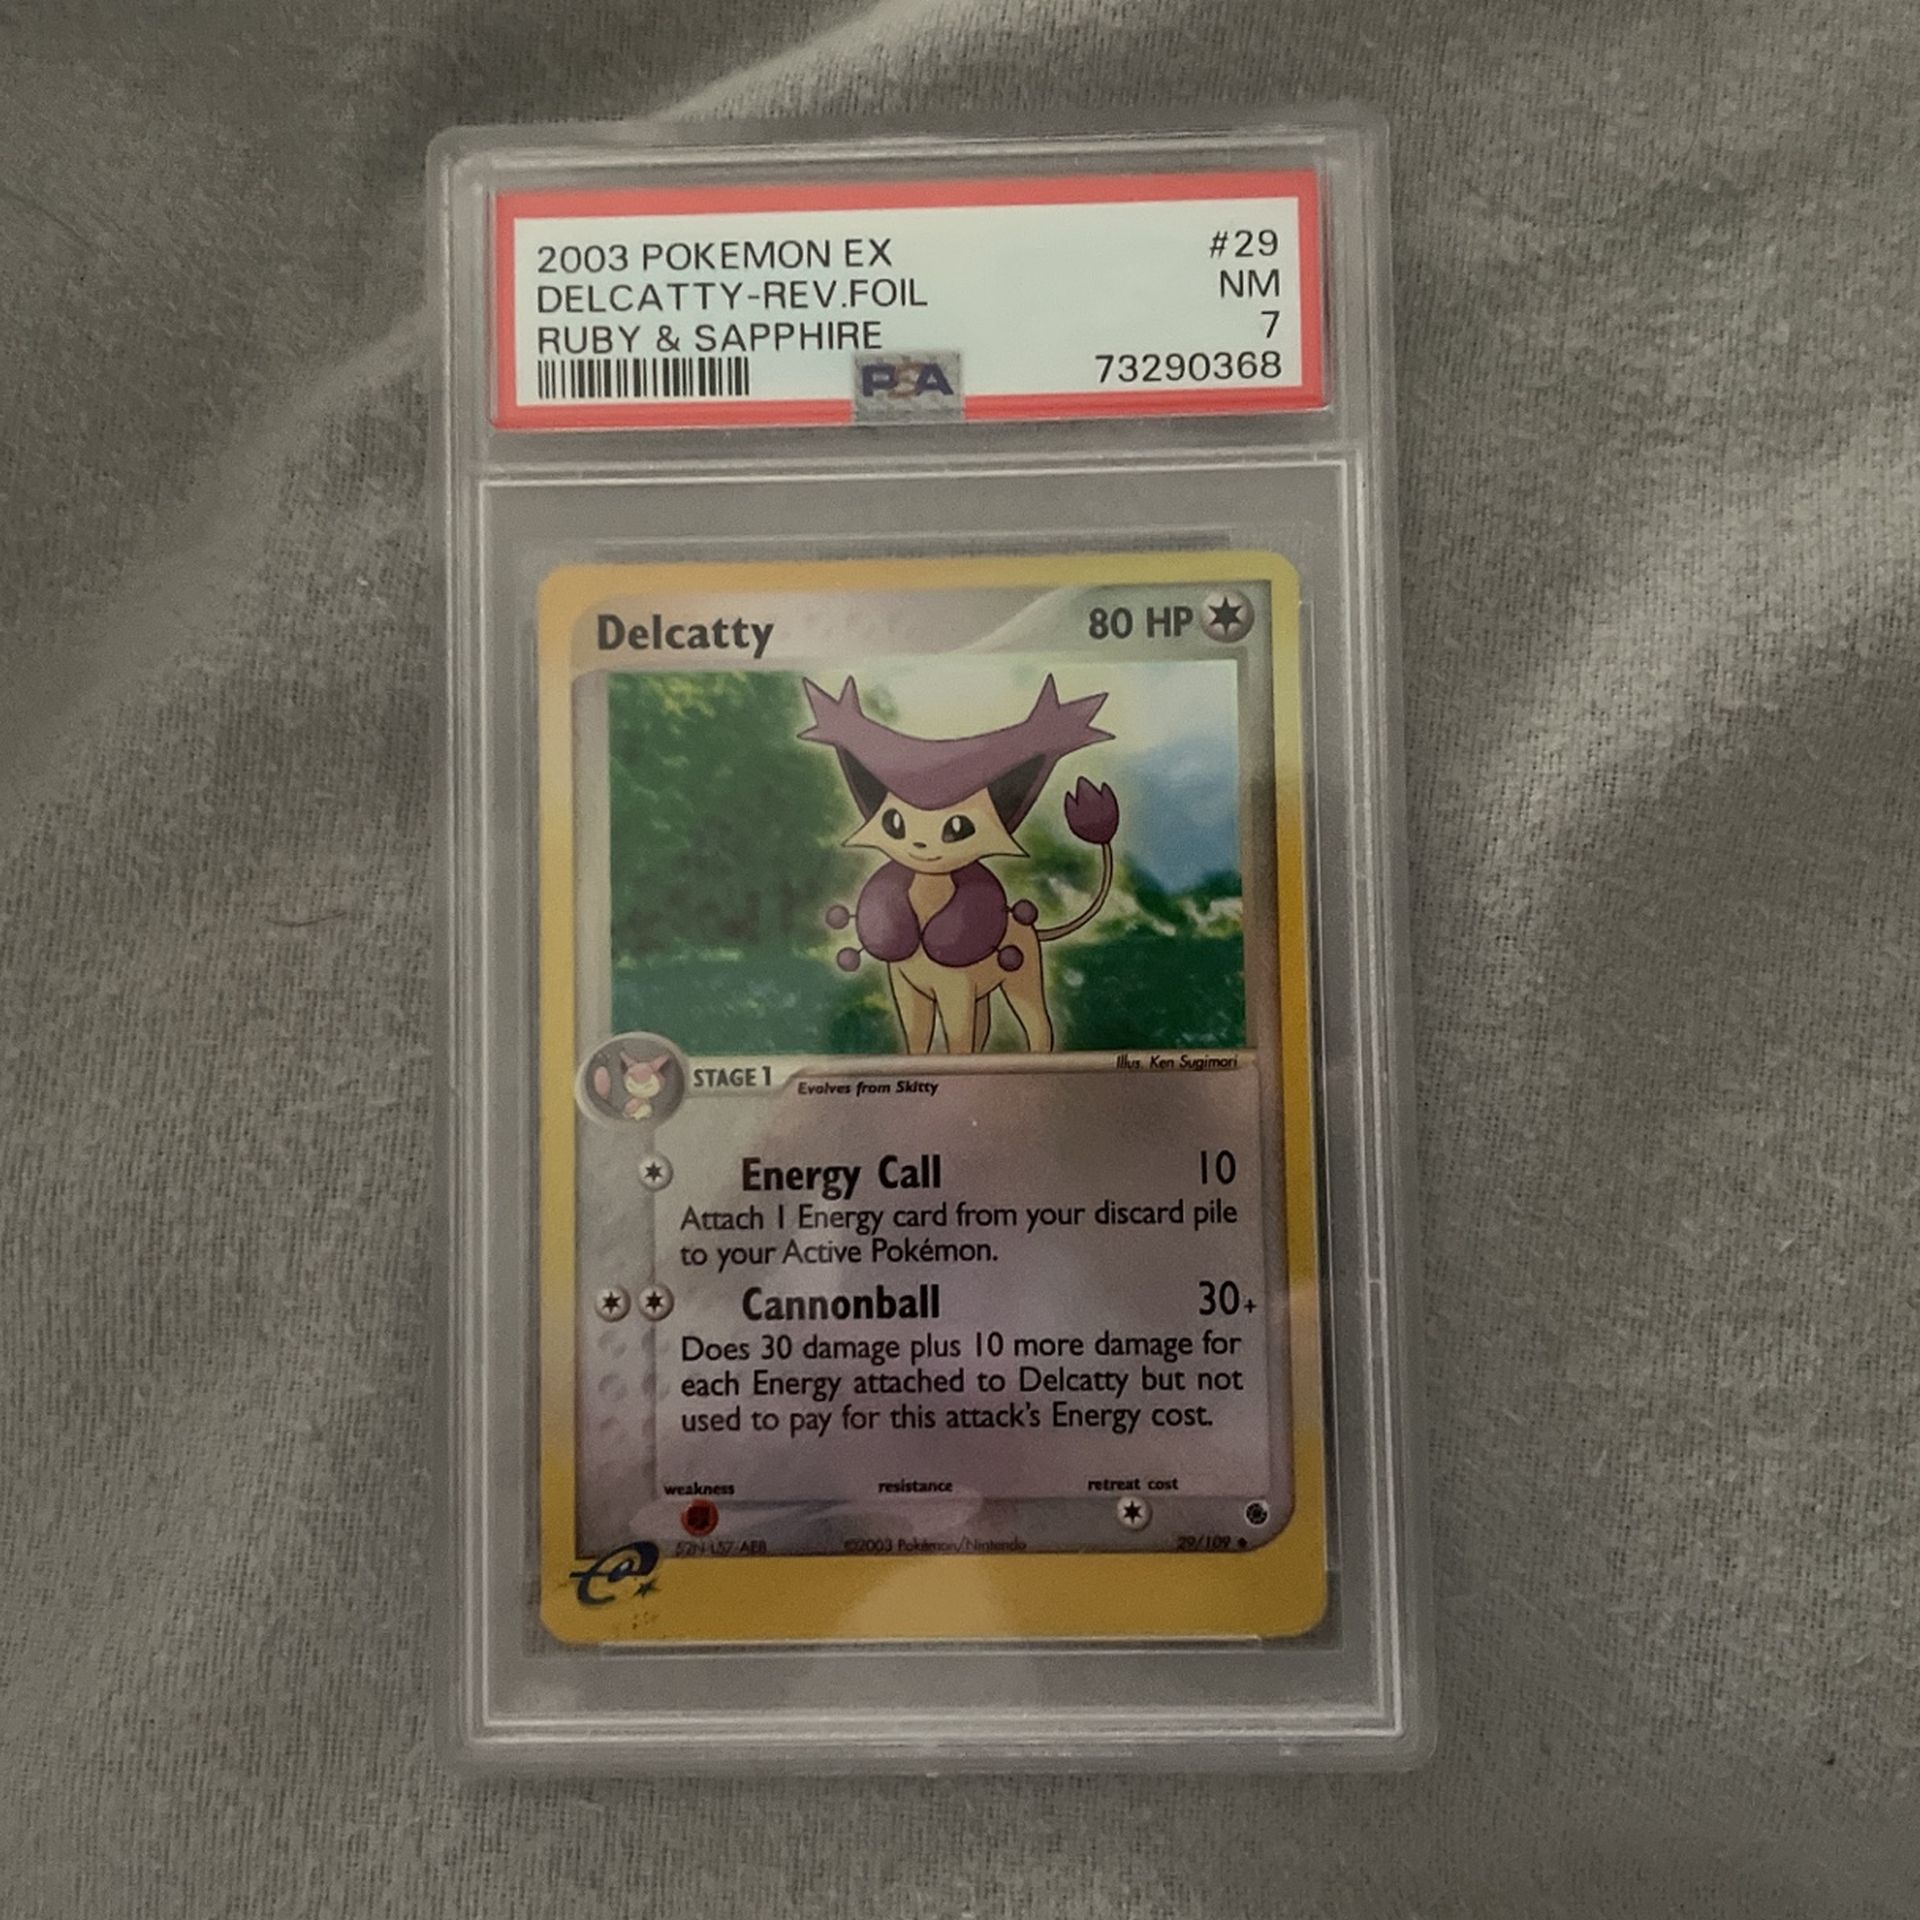 2003 POKEMON EX #29
DELCATTY-REV.FOIL NM
RUBY & SAPPHIRE 7
PSA 73290368
Delcatty 80 HP
Illus. Ken Sugimori
STAGE 1 Evolves from Skitty
Energy Call 10
Attach 1 Energy card from your discard pile
to your Active Pokémon.
Cannonball 30+
Does 30 damage plus 10 more damage for
each Energy attached to Delcatty but not
used to pay for this attack's Energy cost.
weakness resistance retreat cost
©2003 Pokémon/Nintendo 29/109
e